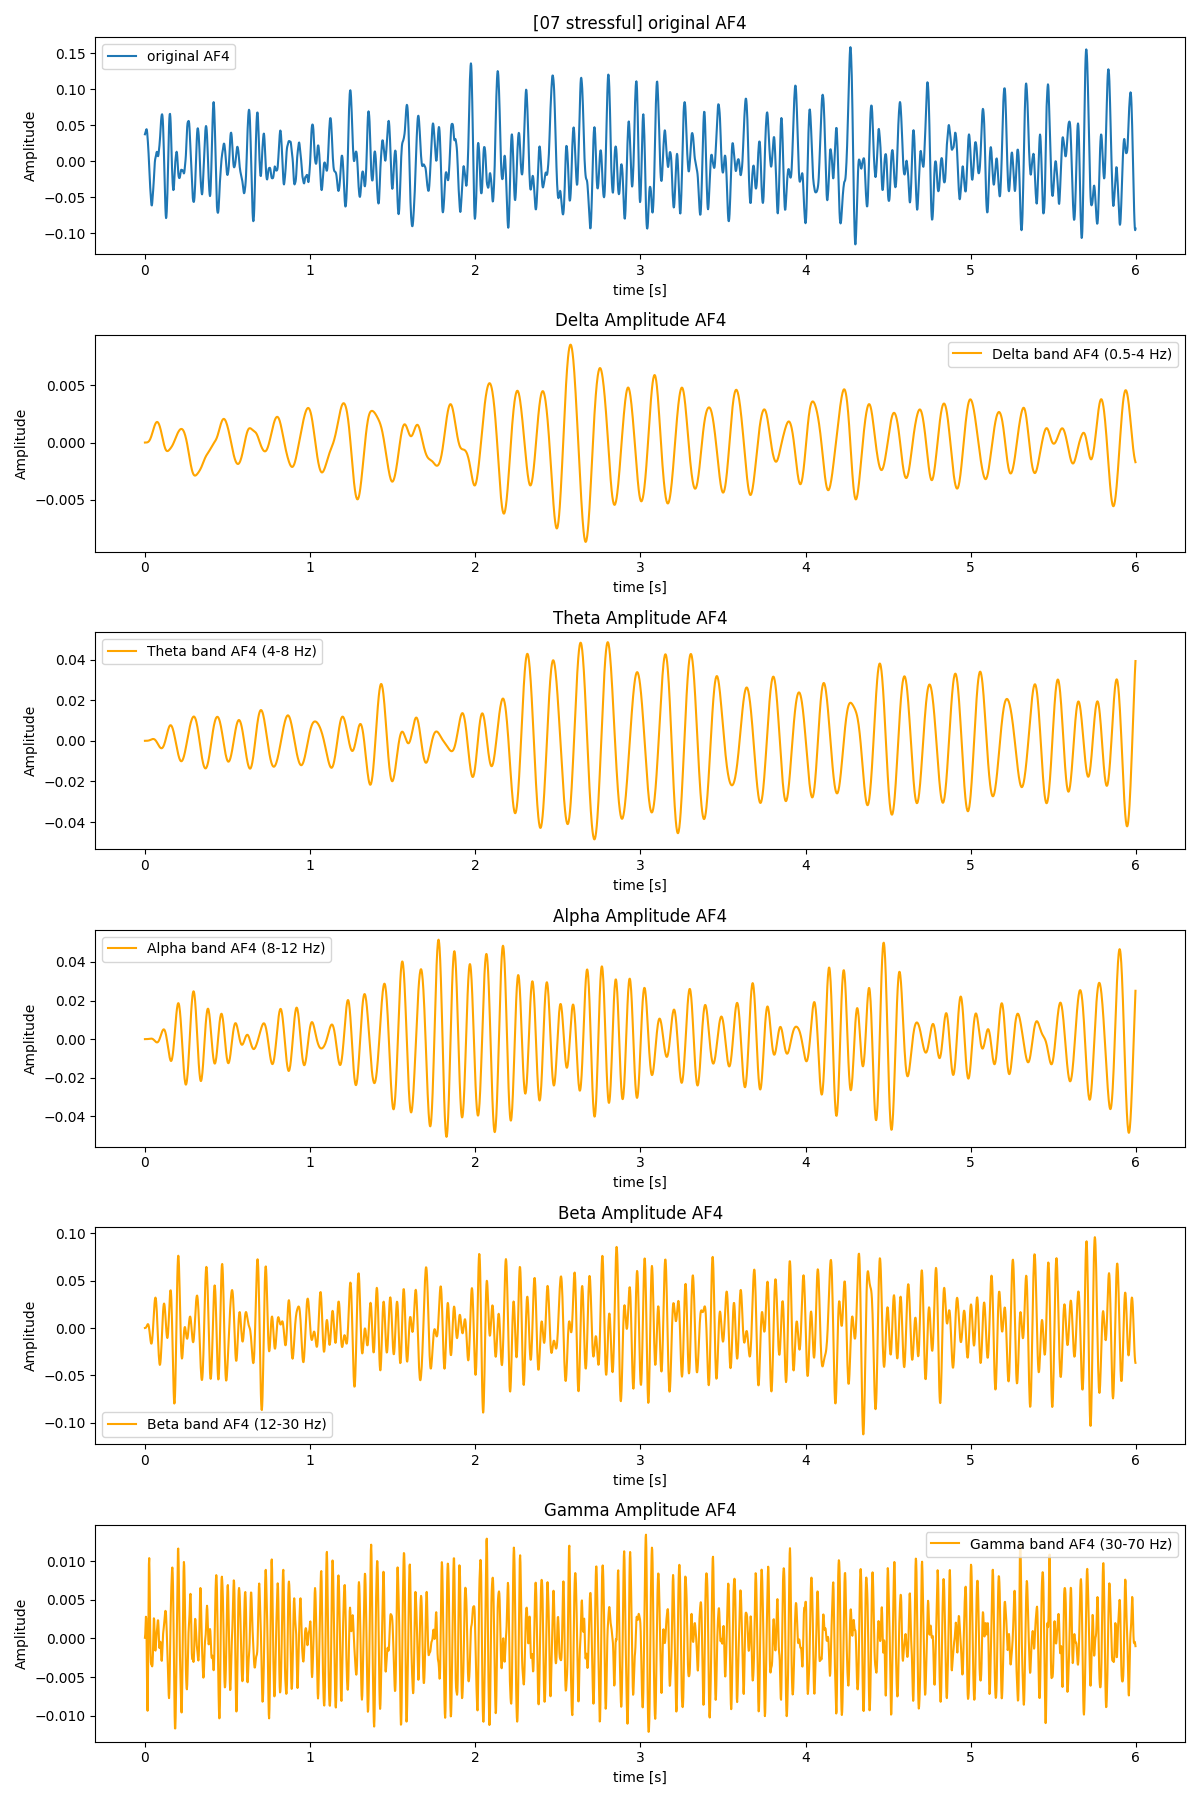 [07 stressful] original AF4
original AF4
0.15
0.10
0.05
0.00
−0.05
−0.10
Amplitude
0 1 2 3 4 5 6
time [s]
Delta Amplitude AF4
Delta band AF4 (0.5-4 Hz)
0.005
0.000
−0.005
Amplitude
0 1 2 3 4 5 6
time [s]
Theta Amplitude AF4
Theta band AF4 (4-8 Hz)
0.04
0.02
0.00
−0.02
−0.04
Amplitude
0 1 2 3 4 5 6
time [s]
Alpha Amplitude AF4
Alpha band AF4 (8-12 Hz)
0.04
0.02
0.00
−0.02
−0.04
Amplitude
0 1 2 3 4 5 6
time [s]
Beta Amplitude AF4
0.10
0.05
0.00
−0.05
−0.10
Amplitude
Beta band AF4 (12-30 Hz)
0 1 2 3 4 5 6
time [s]
Gamma Amplitude AF4
Gamma band AF4 (30-70 Hz)
0.010
0.005
0.000
−0.005
−0.010
Amplitude
0 1 2 3 4 5 6
time [s]